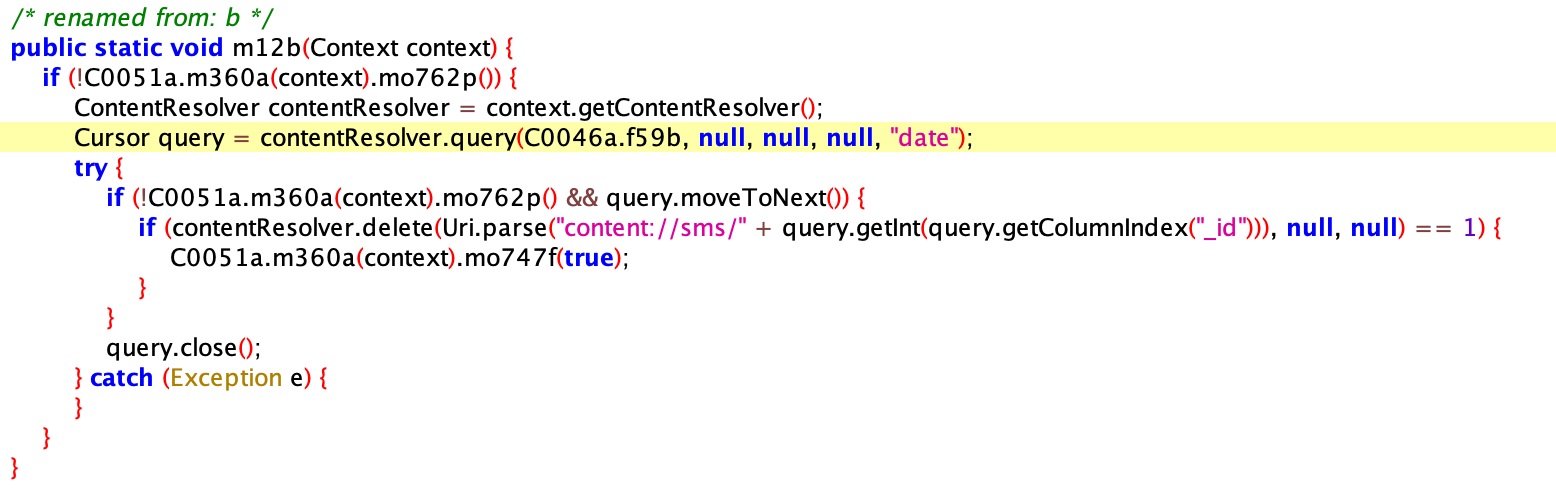 /* renamed from: b */
public static void m12b(Context context) {
if (!C0051a.m360a(context).mo762p()) {
ContentResolver contentResolver = context.getContentResolver();
Cursor query = contentResolver.query(C0046a.f59b, null, null, null, "date");
try {
if (!C0051a.m360a(context).mo762p() && query.moveToNext()) {
if (contentResolver.delete(Uri.parse("content://sms/" + query.getInt(query.getColumnIndex("_id"))), null, null) == 1) {
C0051a.m360a(context).mo747f(true);
}
}
query.close();
} catch (Exception e) {
}
}
}